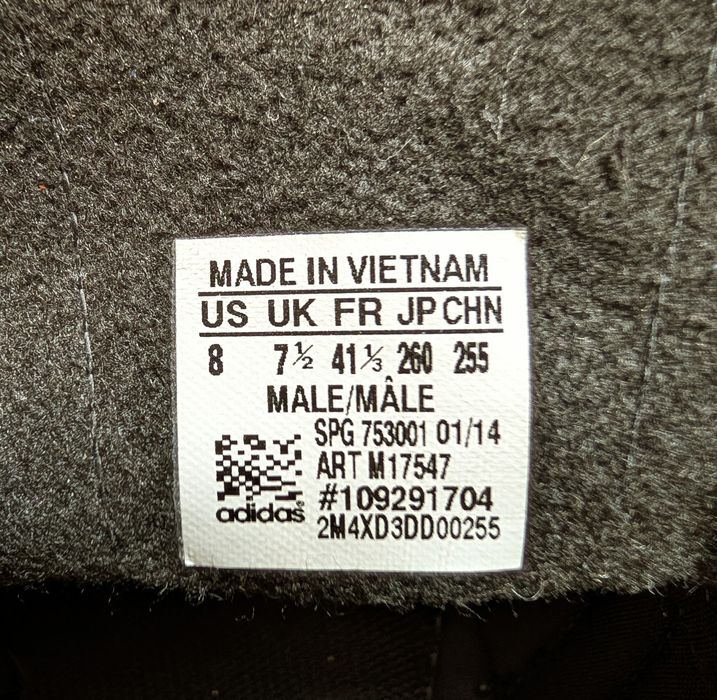 MADE IN VIETNAM
US UK FR JP CHN
8 7½ 41⅓ 260 255
MALE/MÂLE
SPG 753001 01/14
ART M17547
#109291704
adidas®
2M4XD3DD00255